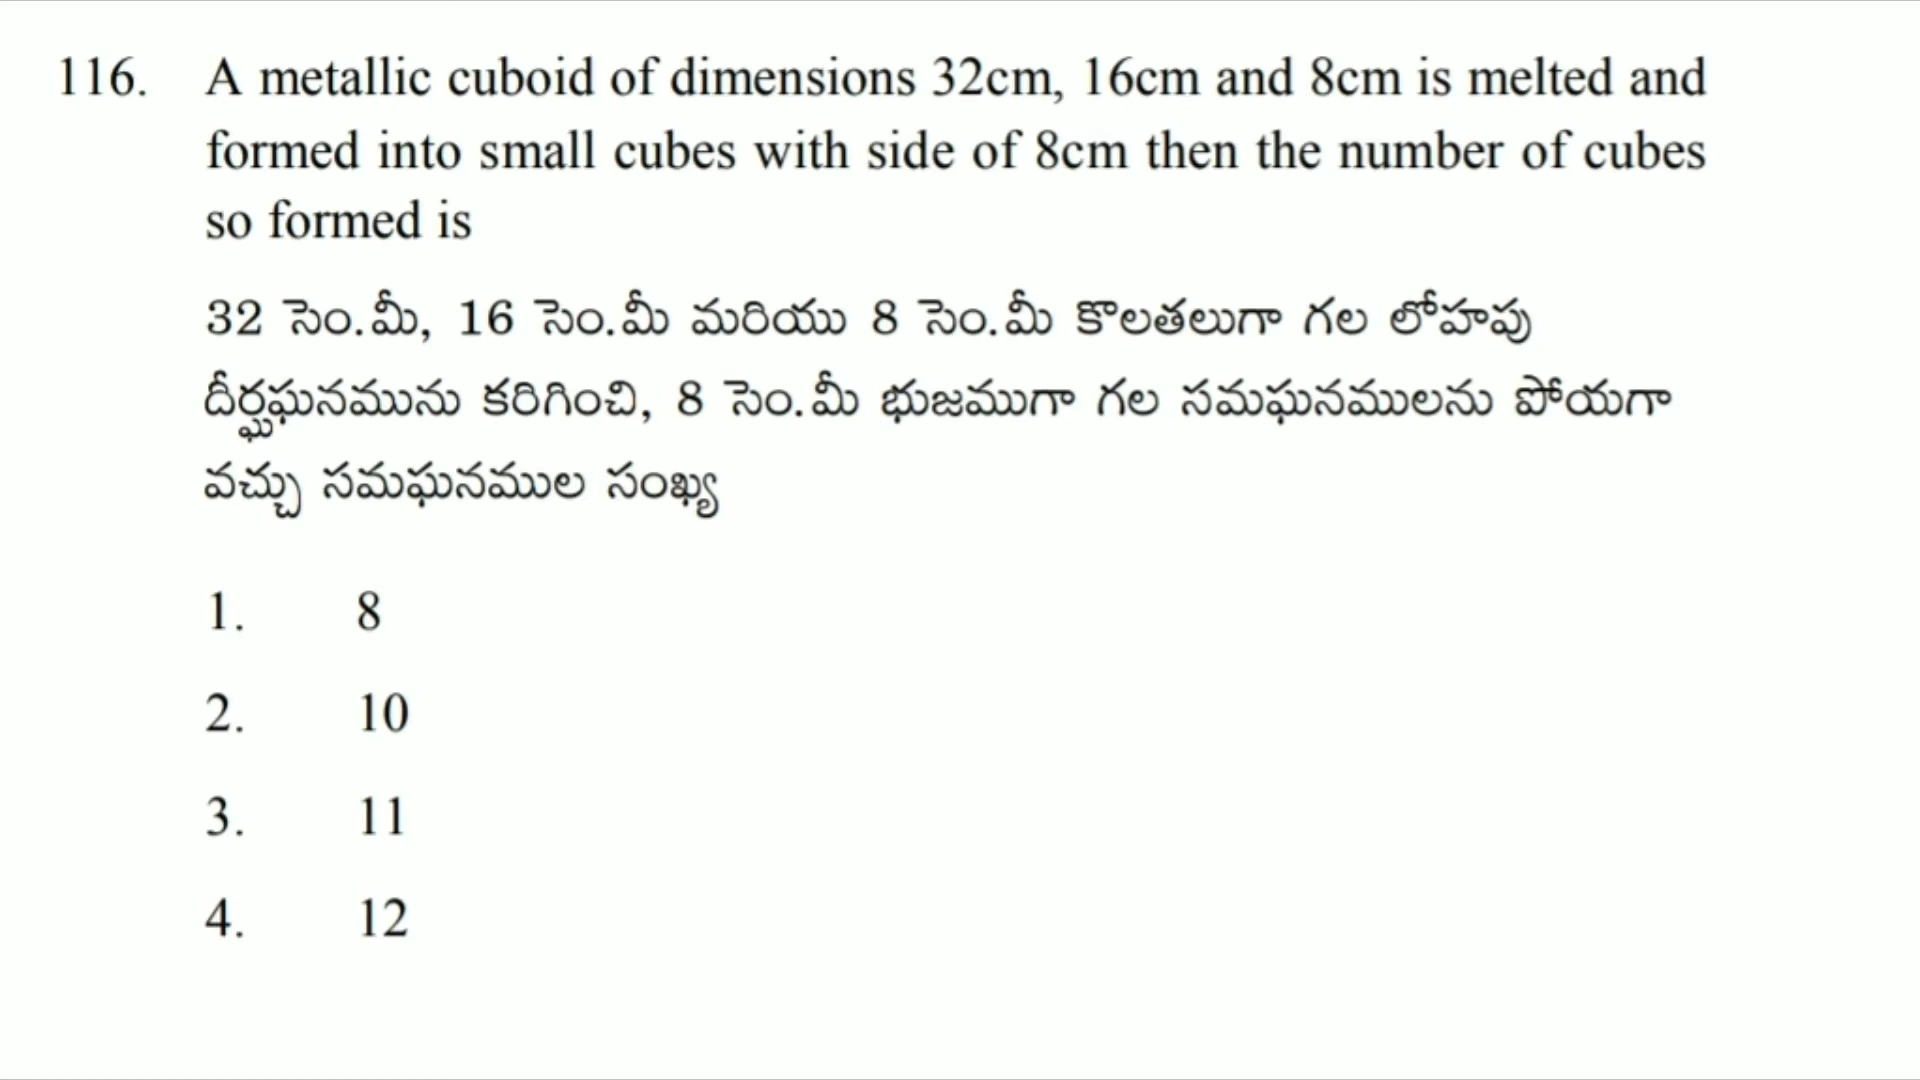 116. A metallic cuboid of dimensions 32cm, 16cm and 8cm is melted and
formed into small cubes with side of 8cm then the number of cubes
so formed is
32 సెం.మీ, 16 సెం.మీ మరియు 8 సెం.మీ కొలతలుగా గల లోహపు
దీర్ఘఘనమును కరిగించి, 8 సెం.మీ భుజముగా గల సమఘనములను పోయగా
వచ్చు సమఘనముల సంఖ్య
1. 8
2. 10
3. 11
4. 12